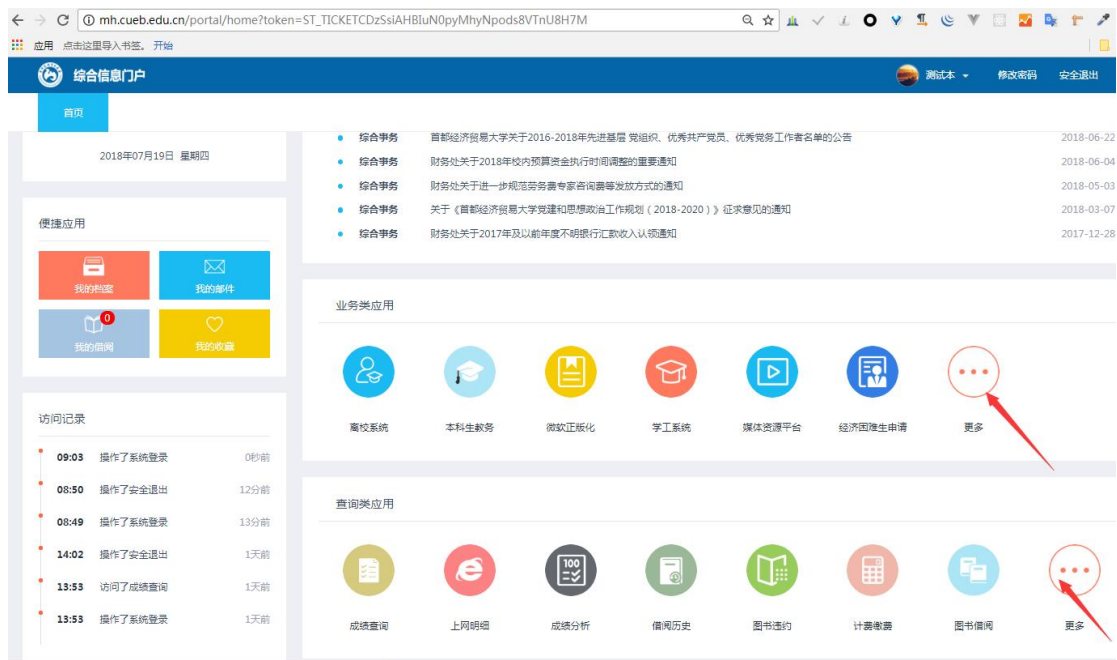 mh.cueb.edu.cn/portal/home?token=ST_TICKETCDzSsiAHBIuN0pyMhyNpods8VTnU8H7M
应用 点击这里导入书签。 开始
综合信息门户
测试本 修改密码 安全退出
首页
2018年07月19日 星期四
综合事务 首都经济贸易大学关于2016-2018年先进基层 党组织、优秀共产党员、优秀党务工作者名单的公告 2018-06-22
综合事务 财务处关于2018年校内预算资金执行时间调整的重要通知 2018-06-04
综合事务 财务处关于进一步规范劳务费专家咨询费等发放方式的通知 2018-05-03
综合事务 关于《首都经济贸易大学党建和思想政治工作规划（2018-2020）》征求意见的通知 2018-03-07
综合事务 财务处关于2017年及以前年度不明银行汇款收入认领通知 2017-12-28
便捷应用
我的档案 我的邮件
0
我的借阅 我的收藏
业务类应用
离校系统 本科生教务 微软正版化 学工系统 媒体资源平台 经济困难生申请 更多
访问记录
09:03 操作了系统登录 0秒前
08:50 操作了安全退出 12分前
08:49 操作了系统登录 13分前
14:02 操作了安全退出 1天前
13:53 访问了成绩查询 1天前
13:53 操作了系统登录 1天前
查询类应用
100
成绩查询 上网明细 成绩分析 借阅历史 图书违约 计费缴费 图书借阅 更多